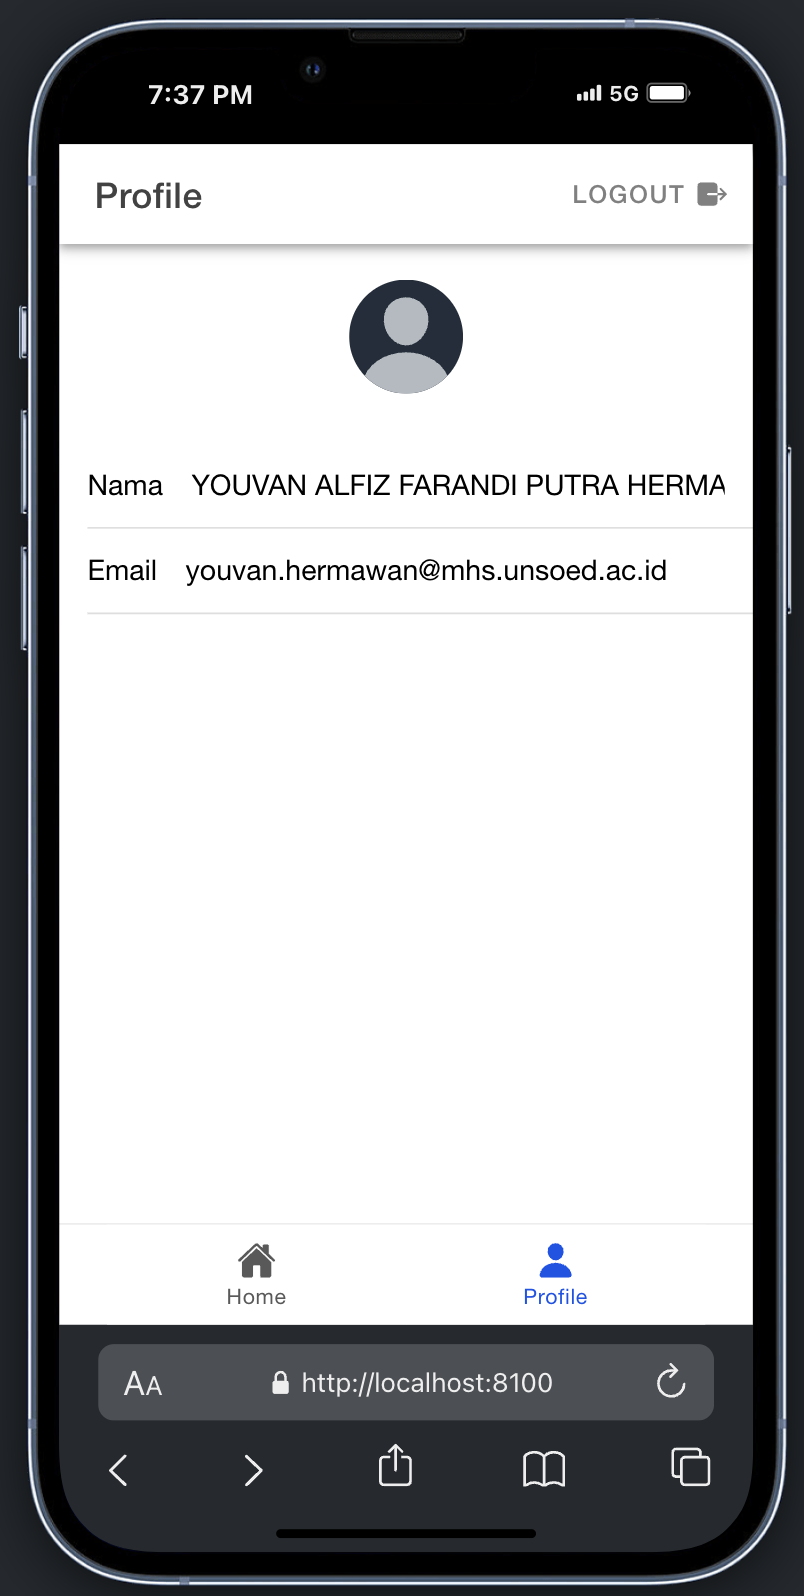 7:37 PM 5G
Profile LOGOUT
Nama YOUVAN ALFIZ FARANDI PUTRA HERMA
Email youvan.hermawan@mhs.unsoed.ac.id
Home Profile
AA http://localhost:8100